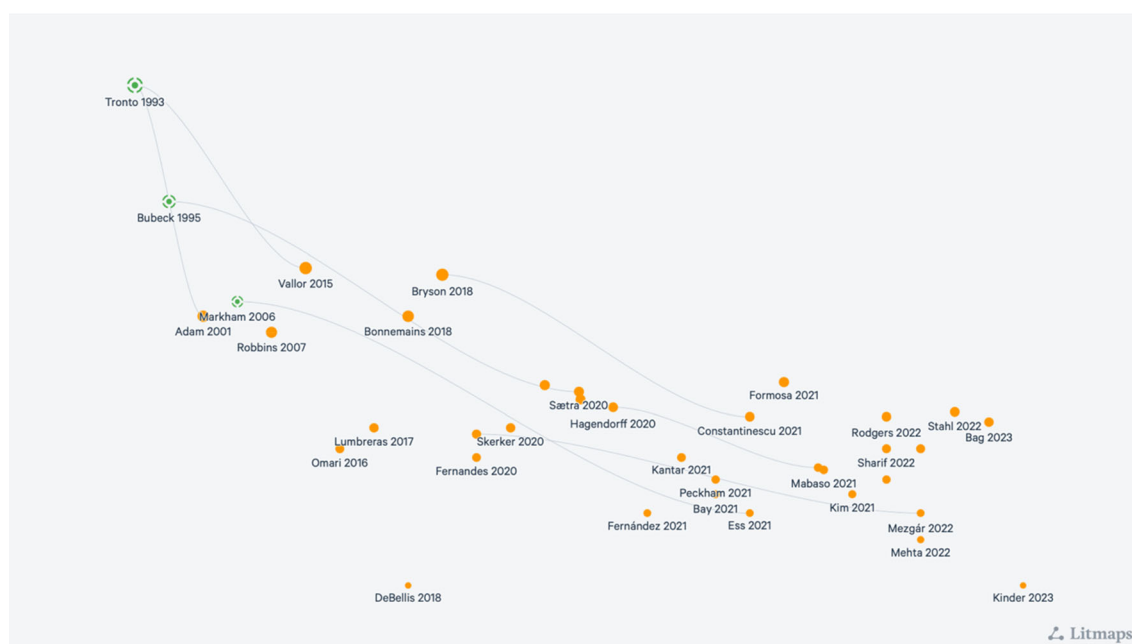 Tronto 1993
Bubeck 1995
Vallor 2015
Bryson 2018
Markham 2006
Adam 2001
Bonnemains 2018
Robbins 2007
Formosa 2021
Sætra 2020
Hagendorff 2020
Constantinescu 2021
Stahl 2022
Rodgers 2022
Bag 2023
Lumbreras 2017
Skerker 2020
Omari 2016
Fernandes 2020
Kantar 2021
Sharif 2022
Mabaso 2021
Peckham 2021
Bay 2021
Kim 2021
Fernández 2021
Ess 2021
Mezgár 2022
Mehta 2022
DeBellis 2018
Kinder 2023
Litmaps